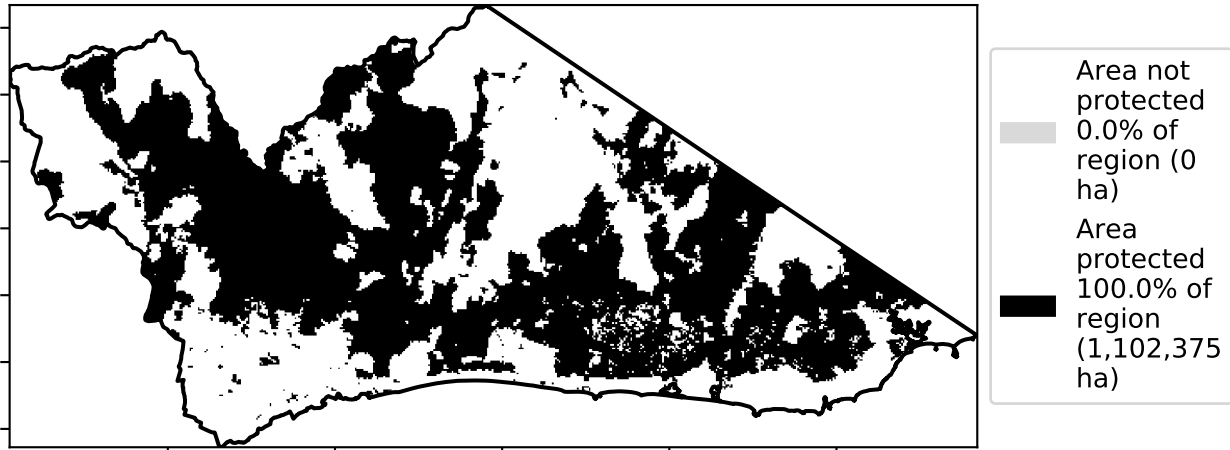 Area not
protected
0.0% of
region (0
ha)
Area
protected
100.0% of
region
(1,102,375
ha)